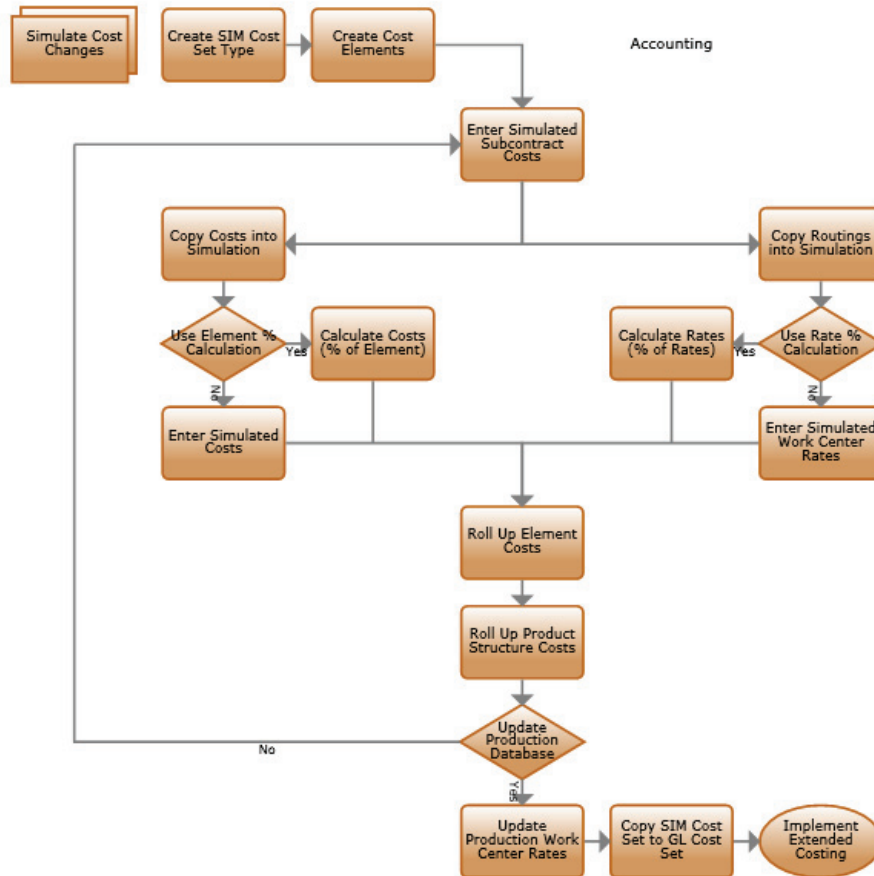 Simulate Cost
Changes
Create SIM Cost
Set Type
Create Cost
Elements
Accounting
Enter Simulated
Subcontract
Costs
Copy Costs into
Simulation
Copy Routings
into Simulation
Use Element %
Calculation
Yes
Calculate Costs
(% of Element)
Calculate Rates
(% of Rates)
Yes
Use Rate %
Calculation
No
No
Enter Simulated
Costs
Enter Simulated
Work Center
Rates
Roll Up Element
Costs
Roll Up Product
Structure Costs
Update
Production
Database
No
Yes
Update
Production Work
Center Rates
Copy SIM Cost
Set to GL Cost
Set
Implement
Extended
Costing